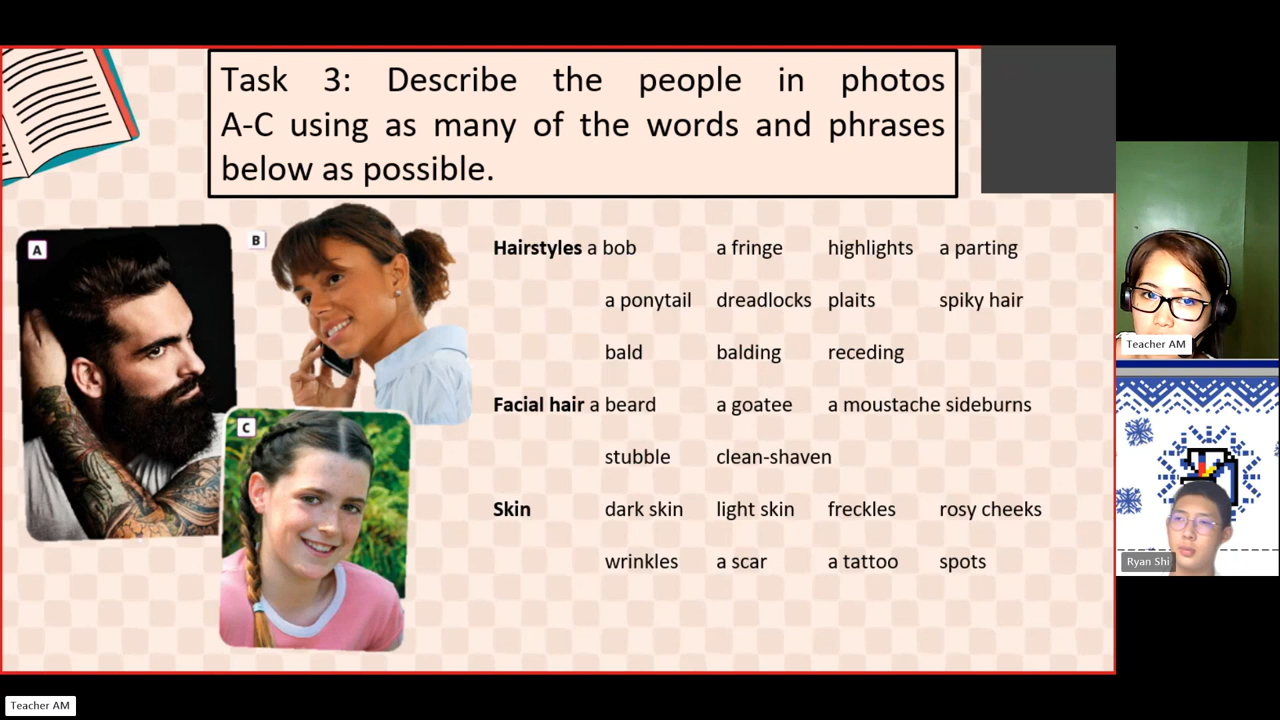 Task 3: Describe the people in photos
A-C using as many of the words and phrases
below as possible.
A
B
C
Hairstyles a bob a fringe highlights a parting
a ponytail dreadlocks plaits spiky hair
bald balding receding
Facial hair a beard a goatee a moustache sideburns
stubble clean-shaven
Skin dark skin light skin freckles rosy cheeks
wrinkles a scar a tattoo spots
Teacher AM
Ryan Shi
Teacher AM